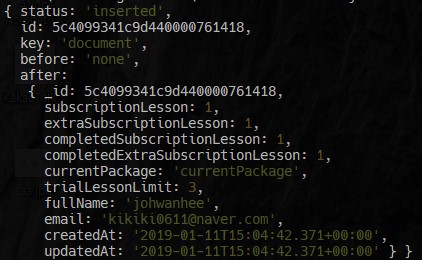 { status: 'inserted',
id: 5c4099341c9d440000761418,
key: 'document',
before: 'none',
after:
{ _id: 5c4099341c9d440000761418,
subscriptionLesson: 1,
extraSubscriptionLesson: 1,
completedSubscriptionLesson: 1,
completedExtraSubscriptionLesson: 1,
currentPackage: 'currentPackage',
trialLessonLimit: 3,
fullName: 'johwanhee',
email: 'kikiki0611@naver.com',
createdAt: '2019-01-11T15:04:42.371+00:00',
updatedAt: '2019-01-11T15:04:42.371+00:00' } }